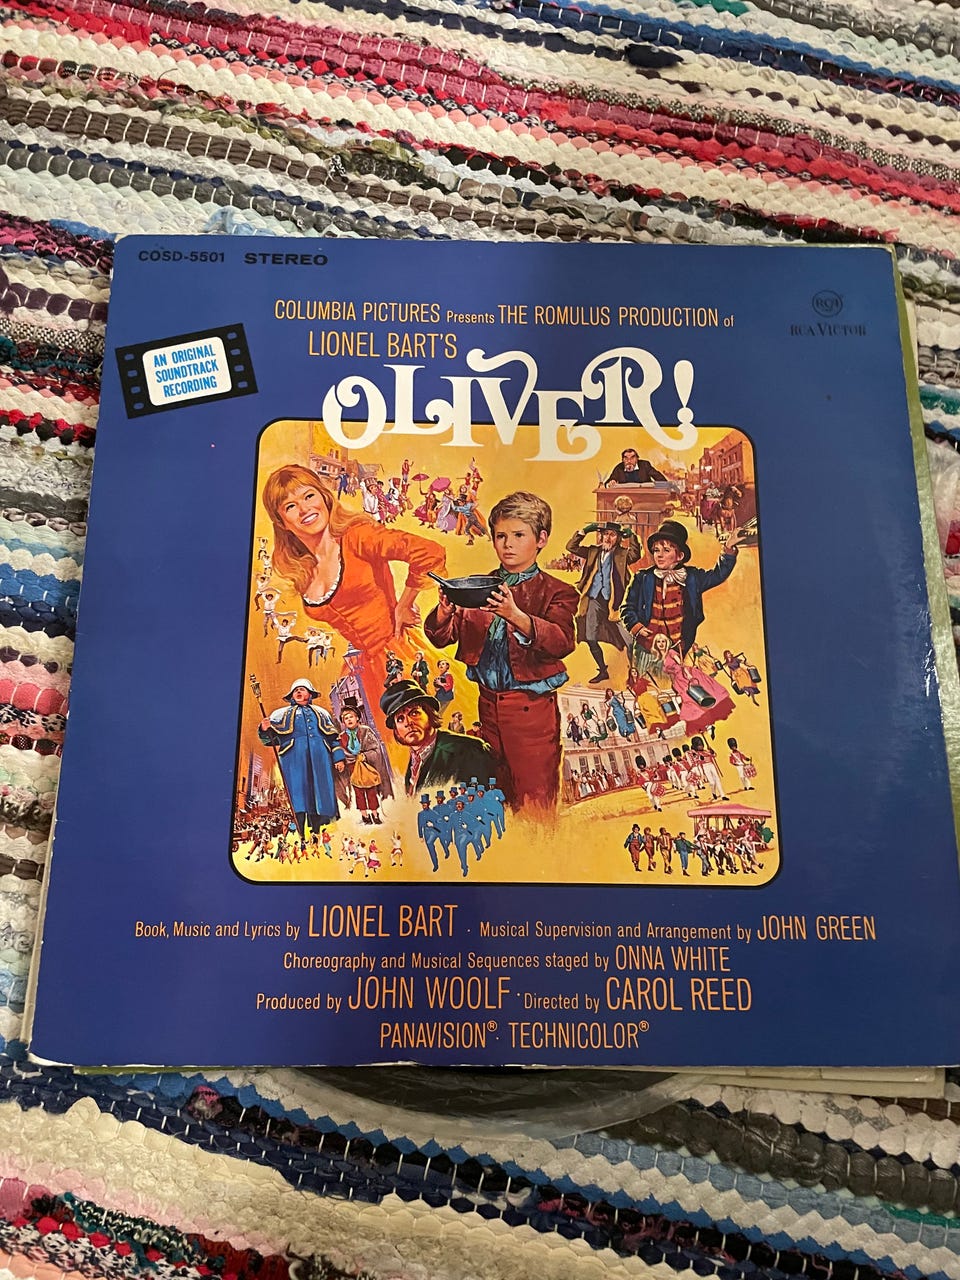 COSD-5501 STEREO
COLUMBIA PICTURES Presents THE ROMULUS PRODUCTION of
RCA
RCA VICTOR
LIONEL BART'S
AN ORIGINAL
SOUNDTRACK
RECORDING
OLIVER!
Book, Music and Lyrics by LIONEL BART · Musical Supervision and Arrangement by JOHN GREEN
Choreography and Musical Sequences staged by ONNA WHITE
Produced by JOHN WOOLF · Directed by CAROL REED
PANAVISION® · TECHNICOLOR®